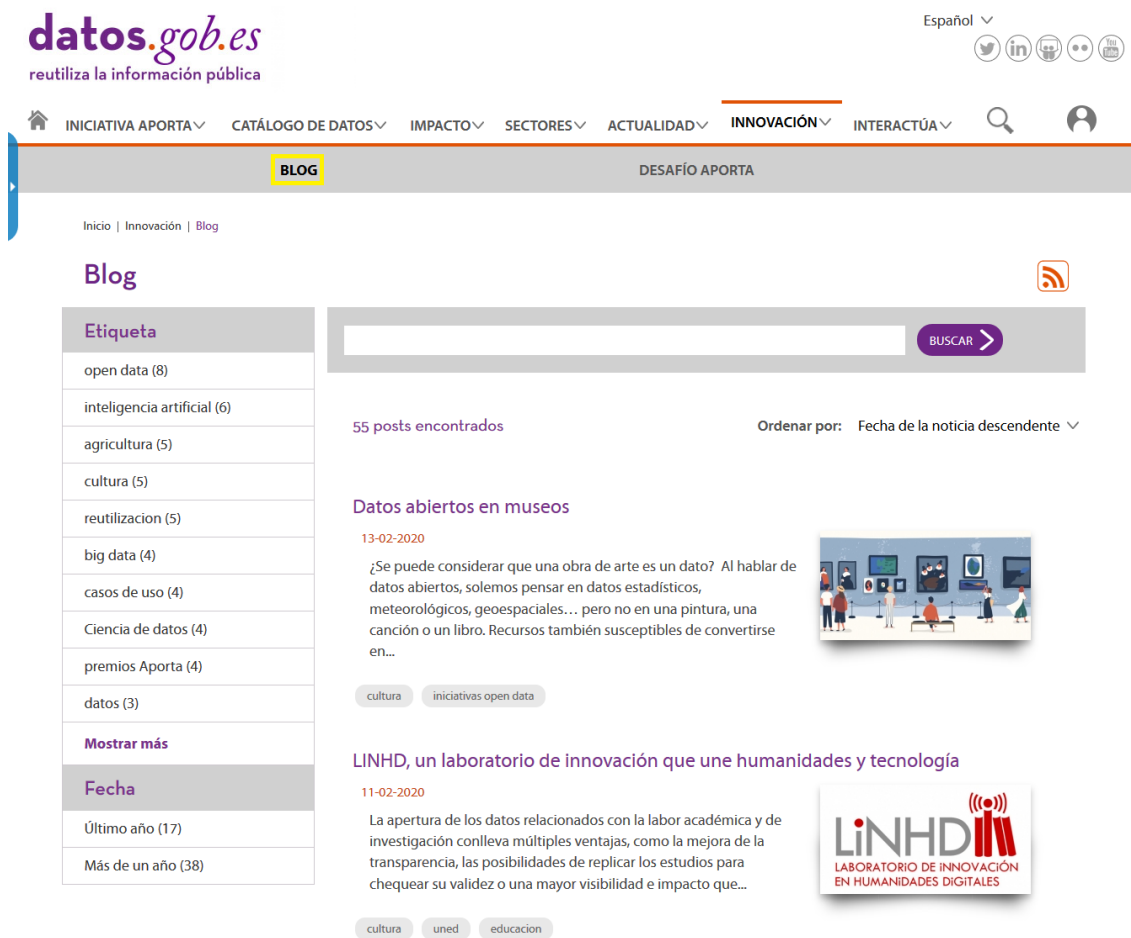 datos.gob.es
reutiliza la información pública
Español
You
Tube
INICIATIVA APORTA
CATÁLOGO DE DATOS
IMPACTO
SECTORES
ACTUALIDAD
INNOVACIÓN
INTERACTÚA
BLOG
DESAFÍO APORTA
Inicio | Innovación | Blog
Blog
Etiqueta
open data (8)
inteligencia artificial (6)
agricultura (5)
cultura (5)
reutilizacion (5)
big data (4)
casos de uso (4)
Ciencia de datos (4)
premios Aporta (4)
datos (3)
Mostrar más
Fecha
Último año (17)
Más de un año (38)
BUSCAR
55 posts encontrados
Ordenar por: Fecha de la noticia descendente
Datos abiertos en museos
13-02-2020
¿Se puede considerar que una obra de arte es un dato? Al hablar de
datos abiertos, solemos pensar en datos estadísticos,
meteorológicos, geoespaciales… pero no en una pintura, una
canción o un libro. Recursos también susceptibles de convertirse
en...
cultura
iniciativas open data
LINHD, un laboratorio de innovación que une humanidades y tecnología
11-02-2020
La apertura de los datos relacionados con la labor académica y de
investigación conlleva múltiples ventajas, como la mejora de la
transparencia, las posibilidades de replicar los estudios para
chequear su validez o una mayor visibilidad e impacto que...
LiNHD
LABORATORIO DE iNNOVACIÓN
EN HUMANIDADES DiGiTALES
cultura
uned
educacion